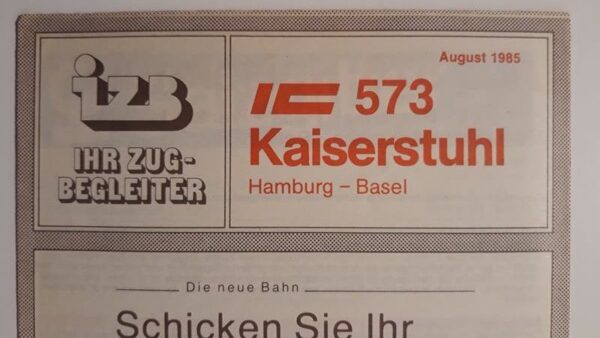 izB
IHR ZUG-
BEGLEITER
August 1985
IC 573
Kaiserstuhl
Hamburg – Basel
Die neue Bahn
Schicken Sie Ihr